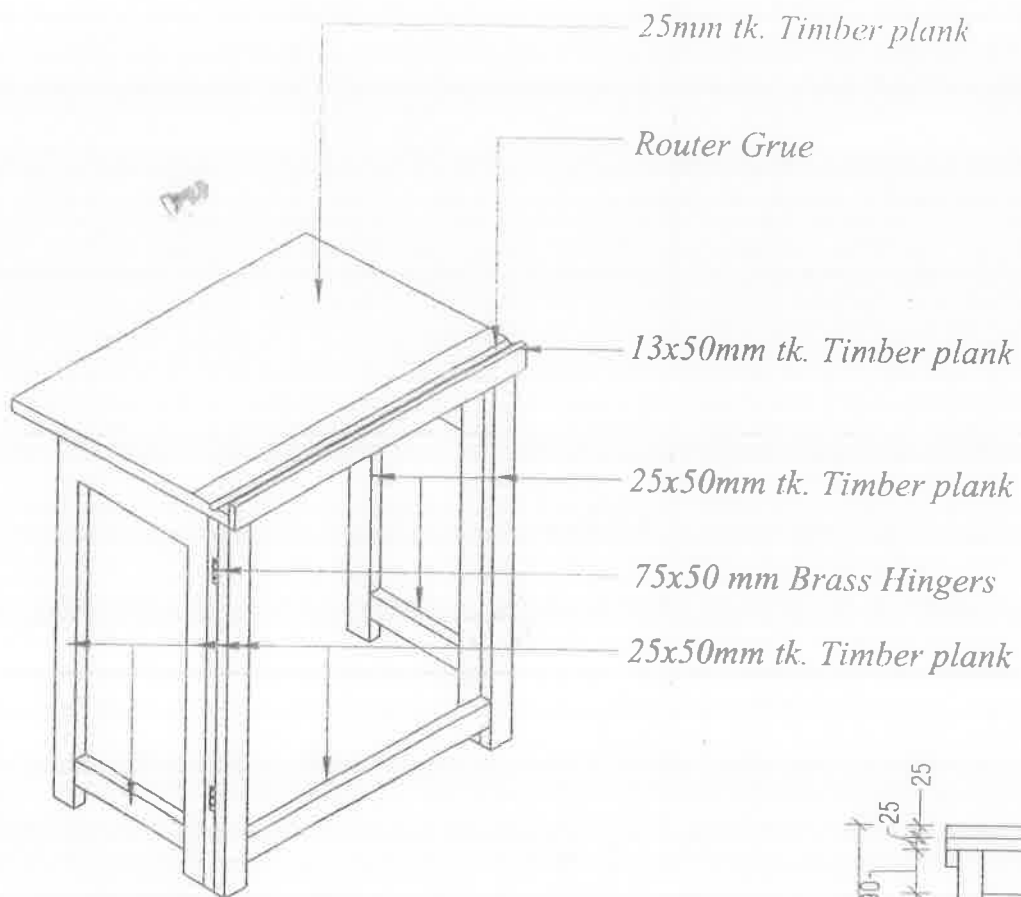 25mm tk. Timber plank
Router Grue
13x50mm tk. Timber plank
25x50mm tk. Timber plank
75x50 mm Brass Hingers
25x50mm tk. Timber plank
25
25